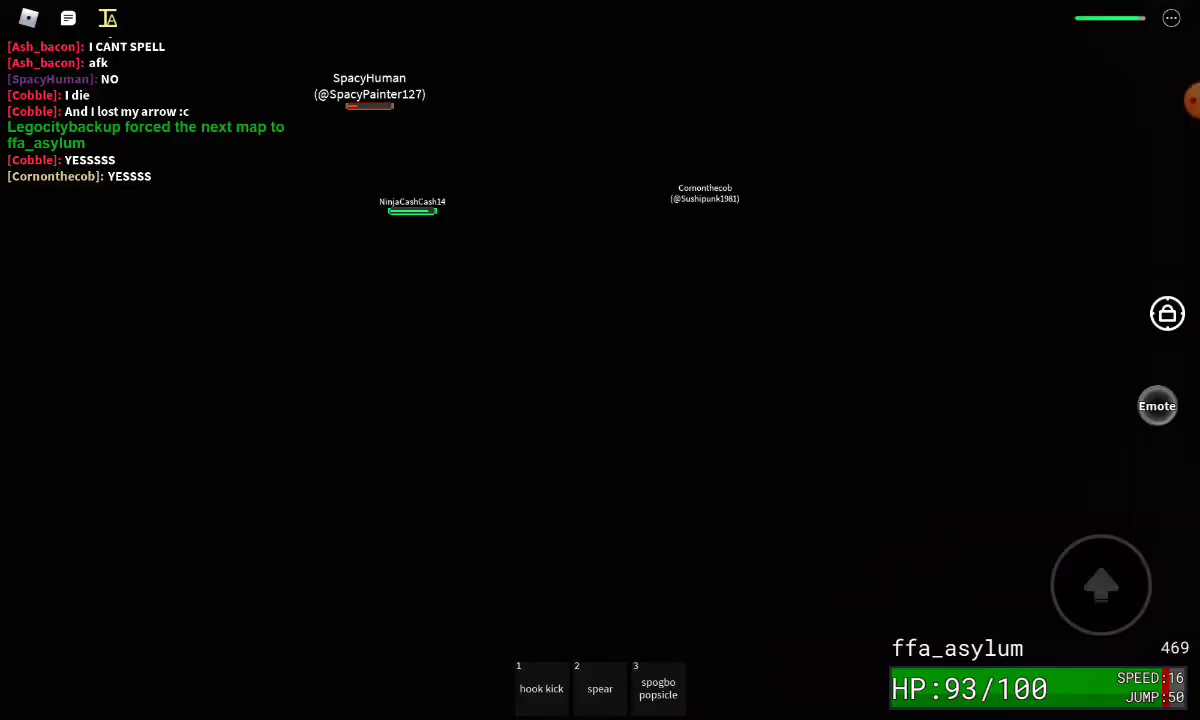 [Ash_bacon]: I CANT SPELL
[Ash_bacon]: afk
[SpacyHuman]: NO
[Cobble]: I die
[Cobble]: And I lost my arrow :c
Legocitybackup forced the next map to
ffa_asylum
[Cobble]: YESSSSS
[Cornonthecob]: YESSSS
SpacyHuman
(@SpacyPainter127)
NinjaCashCash14
Cornonthecob
(@Sushipunk1981)
Emote
1
hook kick
2
spear
3
spogbo
popsicle
ffa_asylum
469
HP:93/100
SPEED:16
JUMP:50